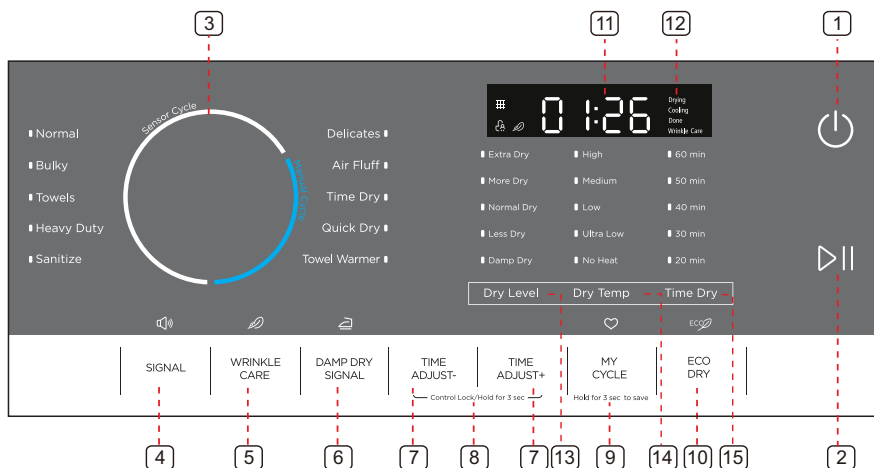 3
11
12
1
Sensor Cycle
Manual Cycle
Normal
Bulky
Towels
Heavy Duty
Sanitize
Delicates
Air Fluff
Time Dry
Quick Dry
Towel Warmer
01:26
Drying
Cooling
Done
Wrinkle Care
Extra Dry High 60 min
More Dry Medium 50 min
Normal Dry Low 40 min
Less Dry Ultra Low 30 min
Damp Dry No Heat 20 min
Dry Level Dry Temp Time Dry
ECO
SIGNAL
WRINKLE
CARE
DAMP DRY
SIGNAL
TIME
ADJUST-
TIME
ADJUST+
Control Lock/Hold for 3 sec
MY
CYCLE
Hold for 3 sec to save
ECO
DRY
4
5
6
7
8
7
13
9
14
10
15
2